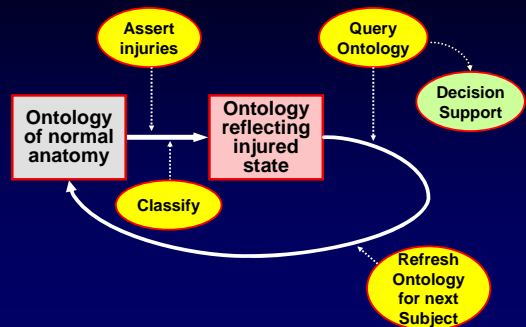 Assert
injuries
Query
Ontology
Decision
Support
Ontology
of normal
anatomy
Ontology
reflecting
injured
state
Classify
Refresh
Ontology
for next
Subject